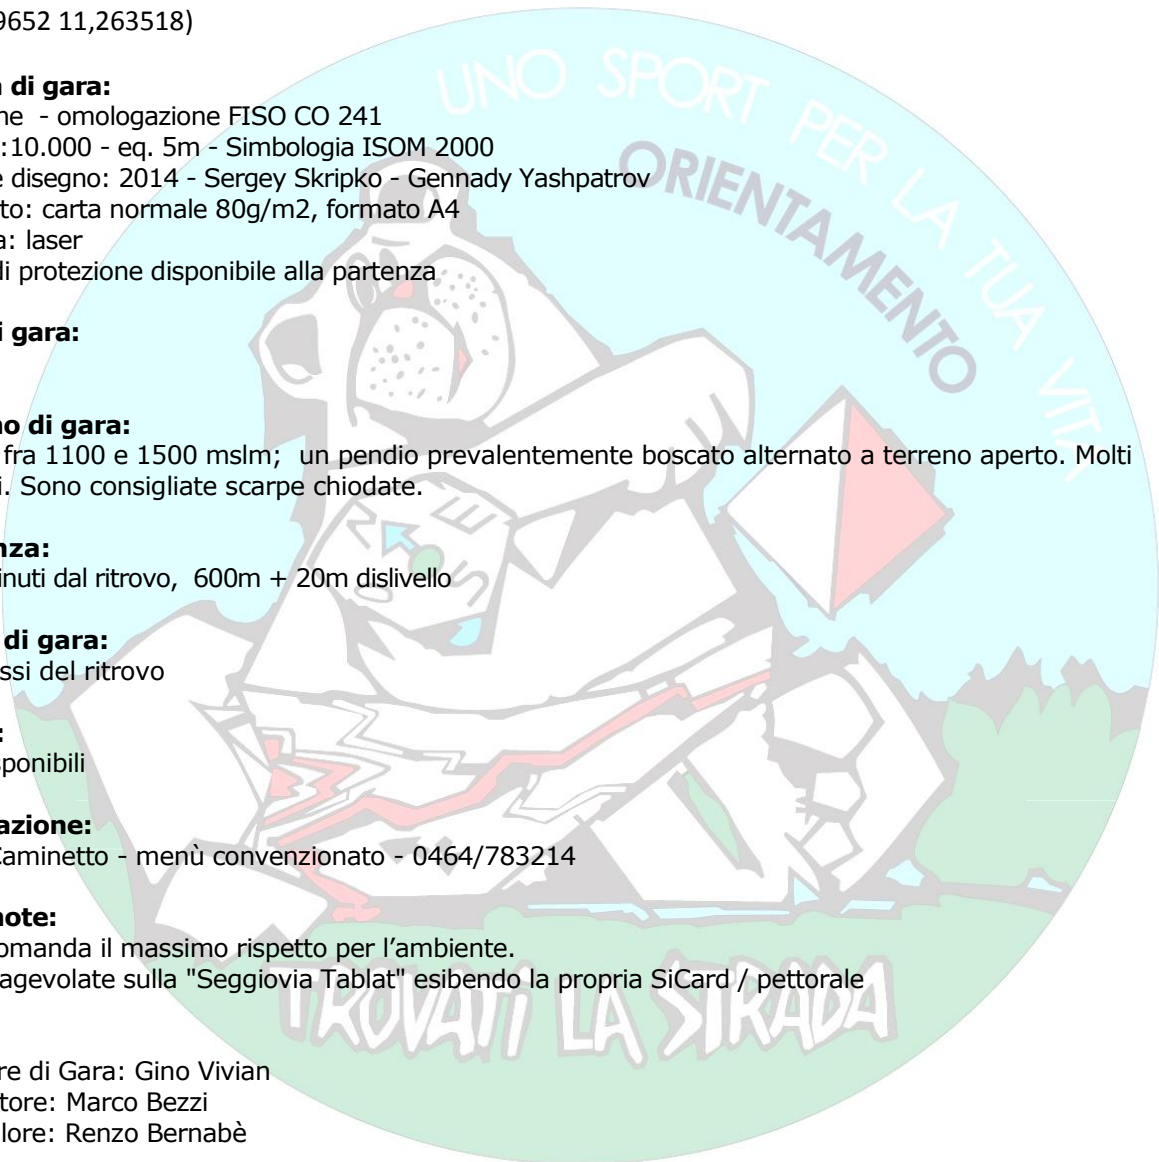 9652 11,263518)
di gara:
ne - omologazione FISO CO 241
:10.000 - eq. 5m - Simbologia ISOM 2000
e disegno: 2014 - Sergey Skripko - Gennady Yashpatrov
to: carta normale 80g/m2, formato A4
a: laser
di protezione disponibile alla partenza
i gara:
no di gara:
fra 1100 e 1500 mslm; un pendio prevalentemente boscato alternato a terreno aperto. Molti
i. Sono consigliate scarpe chiodate.
nza:
inuti dal ritrovo, 600m + 20m dislivello
di gara:
ssi del ritrovo
:
sponibili
azione:
Caminetto - menù convenzionato - 0464/783214
note:
omanda il massimo rispetto per l’ambiente.
agevolate sulla "Seggiovia Tablat" esibendo la propria SiCard / pettorale
re di Gara: Gino Vivian
tore: Marco Bezzi
lore: Renzo Bernabè
UNO SPORT PER LA TUA VITA
ORIENTAMENTO
N E S O
TROVATI LA STRADA